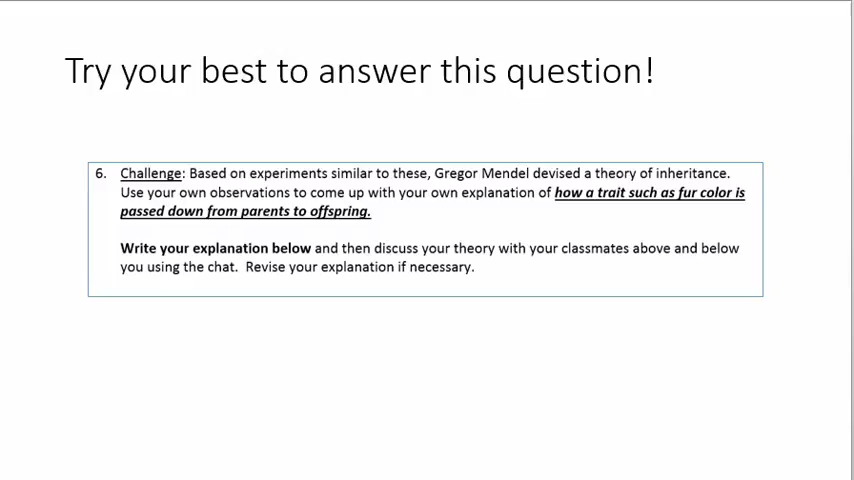 Try your best to answer this question!
6. Challenge: Based on experiments similar to these, Gregor Mendel devised a theory of inheritance.
Use your own observations to come up with your own explanation of how a trait such as fur color is
passed down from parents to offspring.
Write your explanation below and then discuss your theory with your classmates above and below
you using the chat. Revise your explanation if necessary.